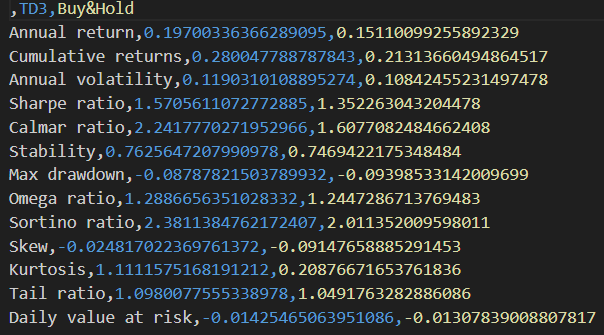 ,TD3,Buy&Hold
Annual return,0.19700336366289095,0.15110099255892329
Cumulative returns,0.280047788787843,0.21313660494864517
Annual volatility,0.1190310108895274,0.10842455231497478
Sharpe ratio,1.5705611072772885,1.352263043204478
Calmar ratio,2.2417770271952966,1.6077082484662408
Stability,0.7625647207990978,0.7469422175348484
Max drawdown,-0.08787821503789932,-0.09398533142009699
Omega ratio,1.2886656351028332,1.2447286713769483
Sortino ratio,2.3811384762172407,2.011352009598011
Skew,-0.024817022369761372,-0.09147658885291453
Kurtosis,1.1111575168191212,0.20876671653761836
Tail ratio,1.0980077555338978,1.0491763282886086
Daily value at risk,-0.01425465063951086,-0.01307839008807817